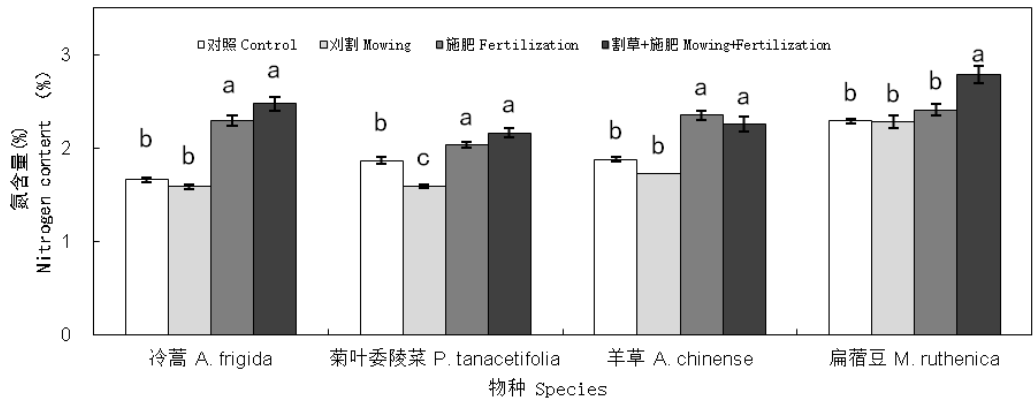 对照 Control 刈割 Mowing 施肥 Fertilization 割草+施肥 Mowing+Fertilization
氮含量(%)
Nitrogen content (%)
3
2
1
0
b b a a
b c a a
b b a a
b b b a
冷蒿 A. frigida 菊叶委陵菜 P. tanacetifolia 羊草 A. chinense 扁蓿豆 M. ruthenica
物种 Species